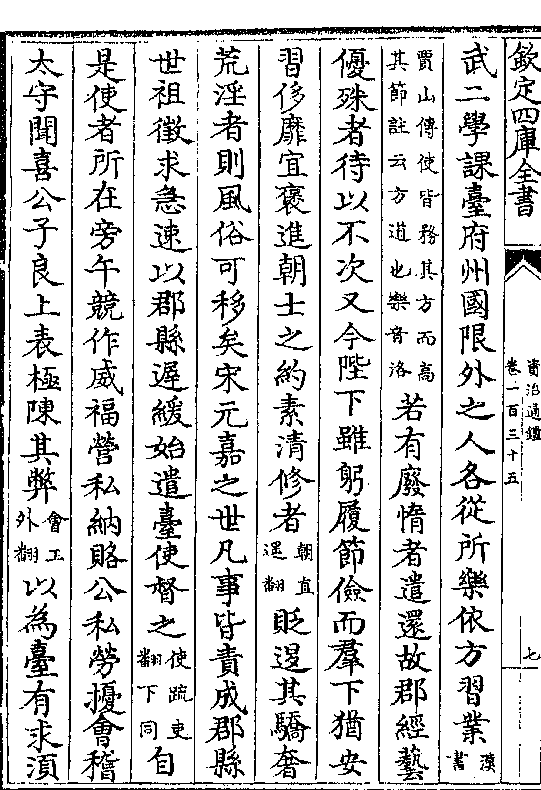 欽定四庫全書
資治通鑑
卷一百三十五
七
武二學課臺府州國限外之人各從所樂依方習業漢書
賈山傳使皆務其方而高其節註云方道也樂音洛若有廢惰者遣還故郡經藝
優殊者待以不次又今陛下雖躬履節儉而羣下猶安
習侈靡宜褒進朝士之約素清修者朝直遥翻貶退其驕奢
荒淫者則風俗可移矣宋元嘉之世凡事皆責成郡縣
世祖徵求急速以郡縣遲緩始遣臺使督之使疏吏翻下同自
是使者所在旁午競作威福營私納賂公私勞擾會稽
太守聞喜公子良上表極陳其弊會工外翻以為臺有求須